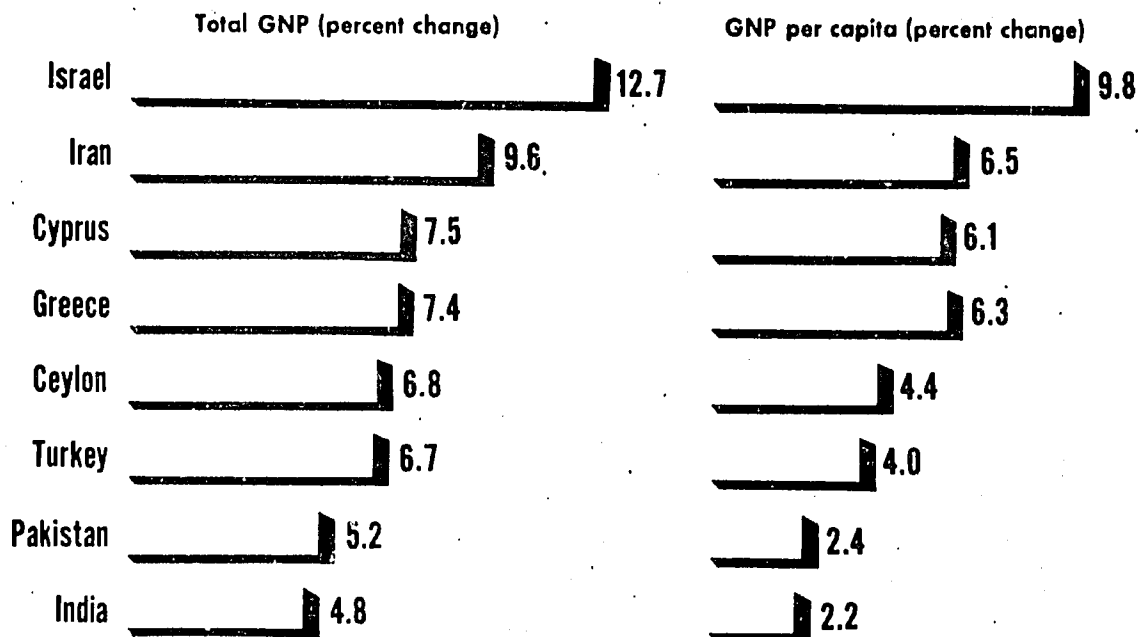 Total GNP (percent change) GNP per capita (percent change)
Israel 12.7 9.8
Iran 9.6 6.5
Cyprus 7.5 6.1
Greece 7.4 6.3
Ceylon 6.8 4.4
Turkey 6.7 4.0
Pakistan 5.2 2.4
India 4.8 2.2